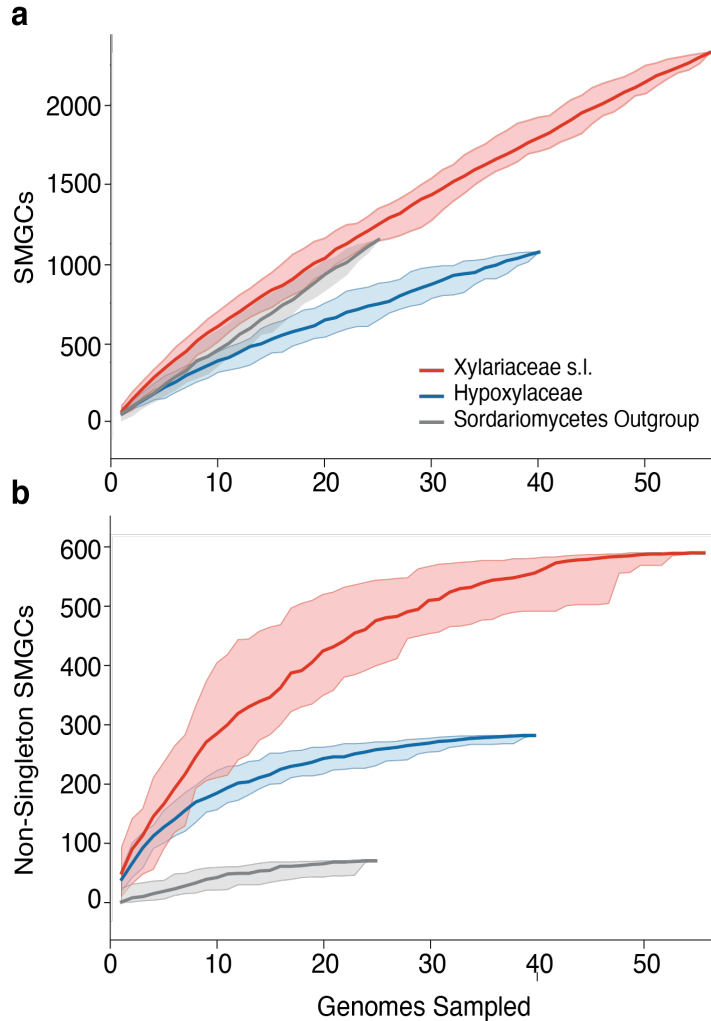 a
2000
1500
1000
500
0
SMGCs
Xylariaceae s.l.
Hypoxylaceae
Sordariomycetes Outgroup
0 10 20 30 40 50
b
600
500
400
300
200
100
0
Non-Singleton SMGCs
0 10 20 30 40 50
Genomes Sampled